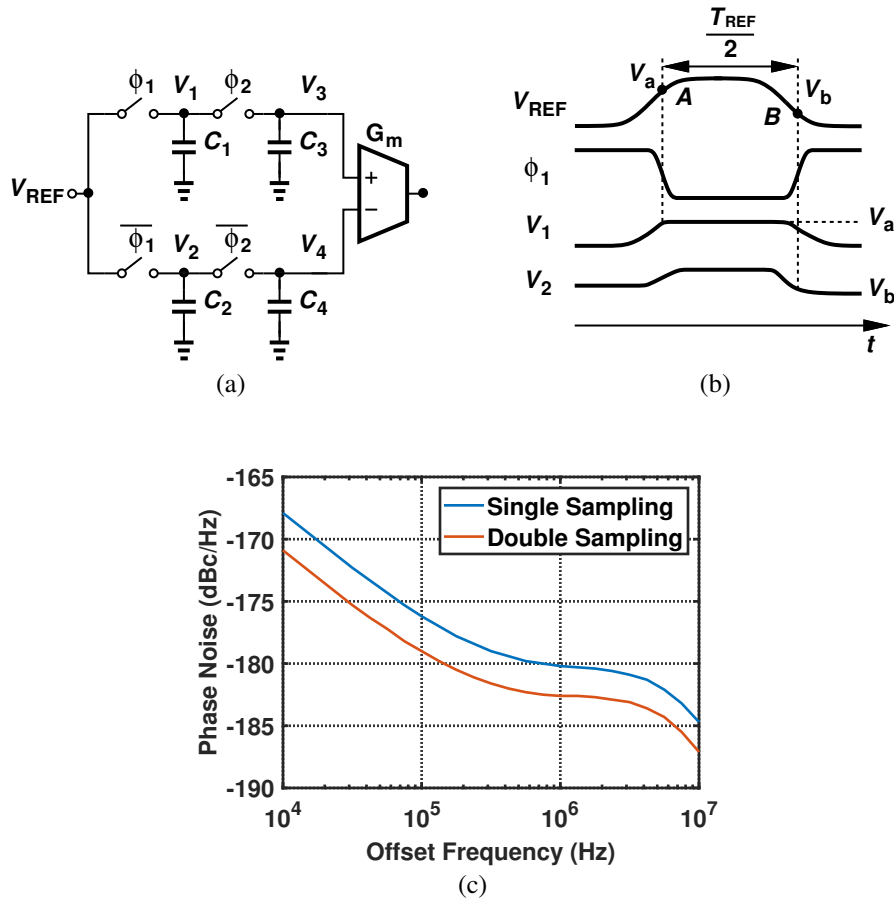 ϕ1 V1 ϕ2 V3
C1 C3 Gm
+
−
VREF
ϕ1̅ V2 ϕ2̅ V4
C2 C4
(a)
TREF
2
Va A B Vb
VREF
ϕ1
V1 Va
V2 Vb
t
(b)
Single Sampling
Double Sampling
-165
-170
-175
-180
-185
-190
10^4 10^5 10^6 10^7
Phase Noise (dBc/Hz)
Offset Frequency (Hz)
(c)